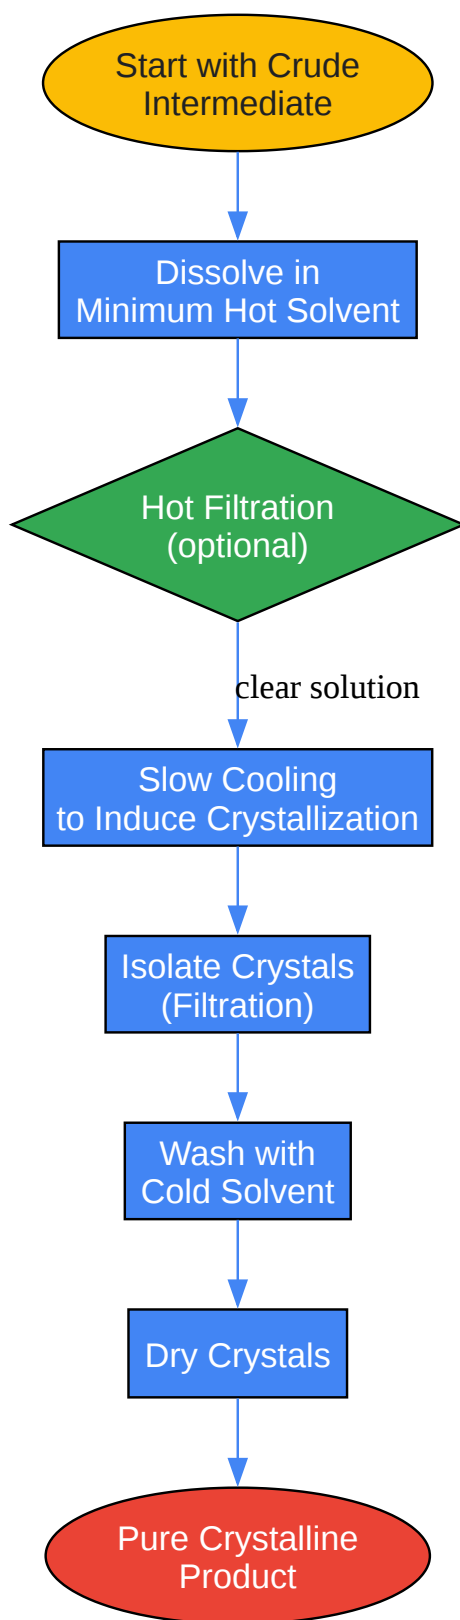 Start with Crude
Intermediate
Dissolve in
Minimum Hot Solvent
Hot Filtration
(optional)
clear solution
Slow Cooling
to Induce Crystallization
Isolate Crystals
(Filtration)
Wash with
Cold Solvent
Dry Crystals
Pure Crystalline
Product